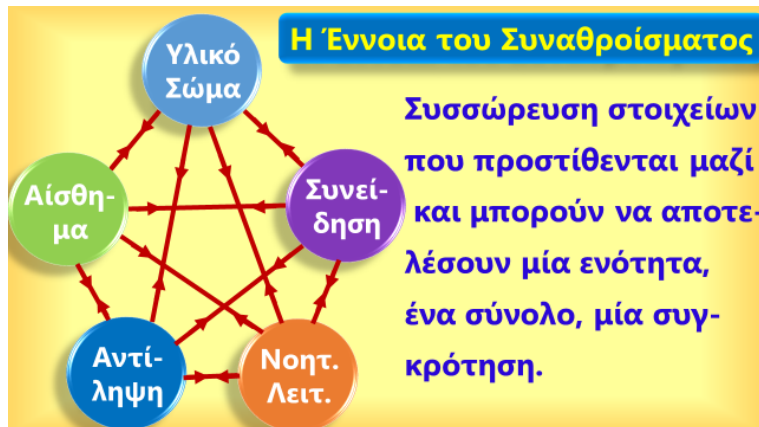 Η Έννοια του Συναθροίσματος
Υλικό
Σώμα
Αίσθη-
μα
Συνεί-
δηση
Αντί-
ληψη
Νοητ.
Λειτ.
Συσσώρευση στοιχείων
που προστίθενται μαζί
και μπορούν να αποτε-
λέσουν μία ενότητα,
ένα σύνολο, μία συγ-
κρότηση.